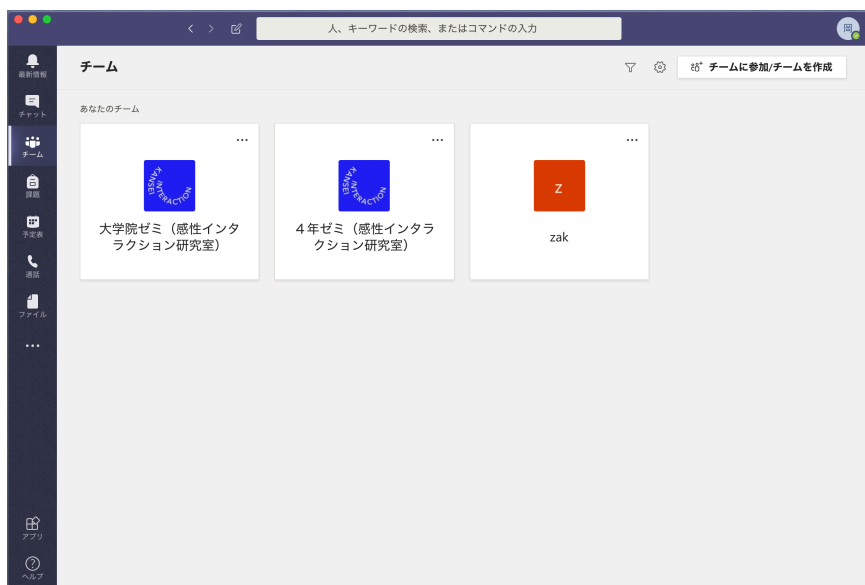 人、キーワードの検索、またはコマンドの入力
岡
最新情報
チャット
チーム
課題
予定表
通話
ファイル
アプリ
ヘルプ
チーム
チームに参加/チームを作成
あなたのチーム
KANSEI
INTERACTION
大学院ゼミ（感性インタ
ラクション研究室）
KANSEI
INTERACTION
４年ゼミ（感性インタラ
クション研究室）
z
zak